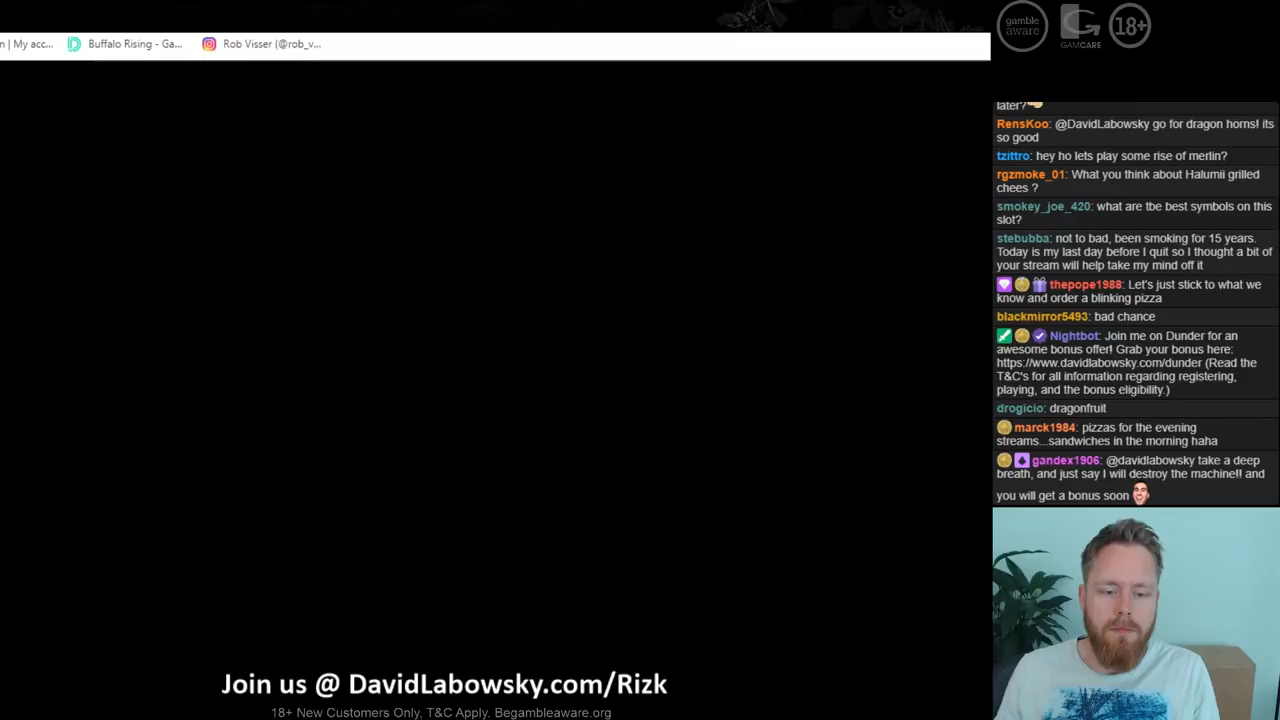 n | My acc...
Buffalo Rising - Ga...
Rob Visser (@rob_v...
gamble
aware
GAMCARE
18+
later?
RensKoo: @DavidLabowsky go for dragon horns! its
so good
tzittro: hey ho lets play some rise of merlin?
rgzmoke_01: What you think about Halumii grilled
chees ?
smokey_joe_420: what are tbe best symbols on this
slot?
stebubba: not to bad, been smoking for 15 years.
Today is my last day before I quit so I thought a bit of
your stream will help take my mind off it
thepope1988: Let's just stick to what we
know and order a blinking pizza
blackmirror5493: bad chance
Nightbot: Join me on Dunder for an
awesome bonus offer! Grab your bonus here:
https://www.davidlabowsky.com/dunder (Read the
T&C's for all information regarding registering,
playing, and the bonus eligibility.)
drogicio: dragonfruit
marck1984: pizzas for the evening
streams...sandwiches in the morning haha
gandex1906: @davidlabowsky take a deep
breath, and just say I will destroy the machine!! and
you will get a bonus soon
Join us @ DavidLabowsky.com/Rizk
18+ New Customers Only, T&C Apply. Begambleaware.org